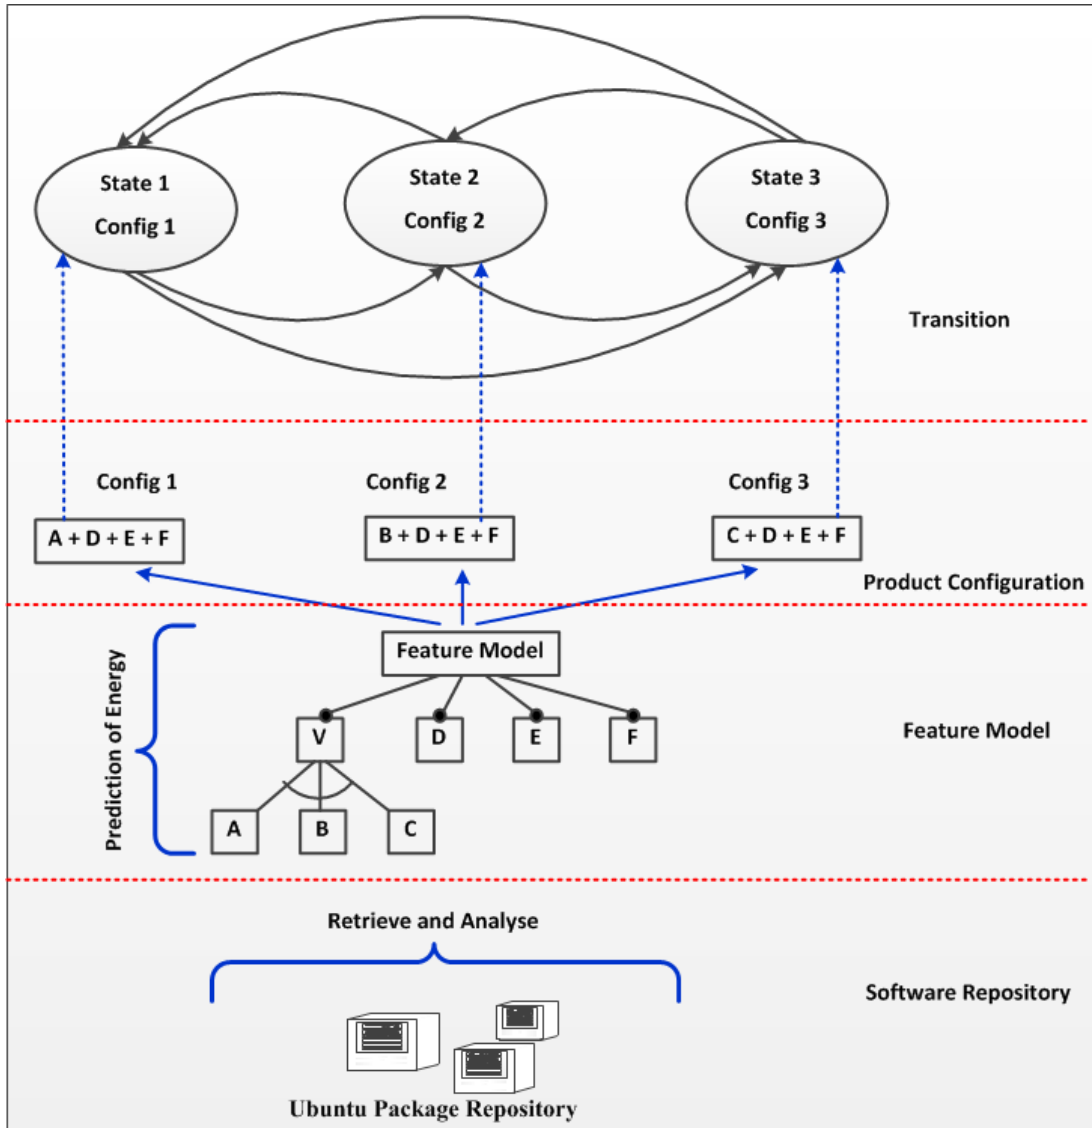 State 1
Config 1
State 2
Config 2
State 3
Config 3
Transition
Config 1
Config 2
Config 3
A + D + E + F
B + D + E + F
C + D + E + F
Product Configuration
Feature Model
Prediction of Energy
V
D
E
F
Feature Model
A
B
C
Retrieve and Analyse
Software Repository
Ubuntu Package Repository